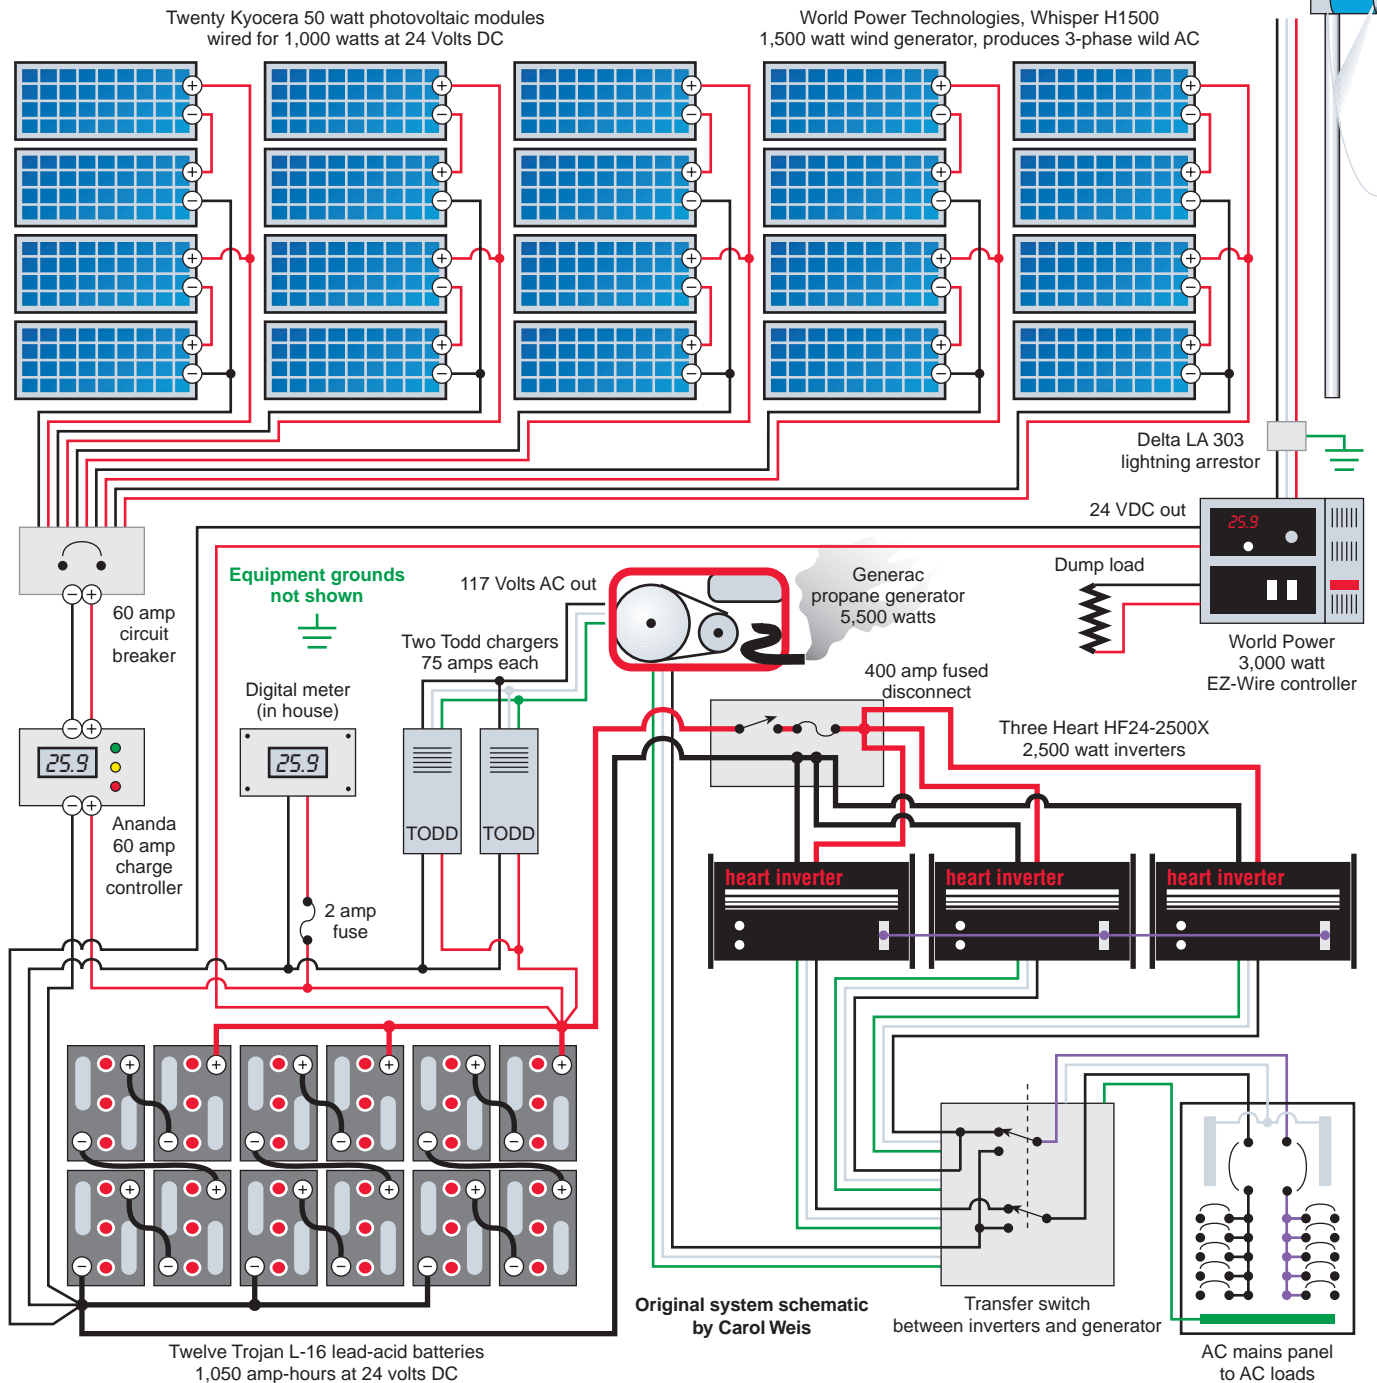 Twenty Kyocera 50 watt photovoltaic modules
wired for 1,000 watts at 24 Volts DC
World Power Technologies, Whisper H1500
1,500 watt wind generator, produces 3-phase wild AC
Delta LA 303
lightning arrestor
24 VDC out
25.9
Dump load
World Power
3,000 watt
EZ-Wire controller
60 amp
circuit
breaker
Equipment grounds
not shown
117 Volts AC out
Generac
propane generator
5,500 watts
Two Todd chargers
75 amps each
TODD
TODD
400 amp fused
disconnect
Digital meter
(in house)
25.9
25.9
Ananda
60 amp
charge
controller
2 amp
fuse
Three Heart HF24-2500X
2,500 watt inverters
heart inverter
heart inverter
heart inverter
Original system schematic
by Carol Weis
Transfer switch
between inverters and generator
AC mains panel
to AC loads
Twelve Trojan L-16 lead-acid batteries
1,050 amp-hours at 24 volts DC